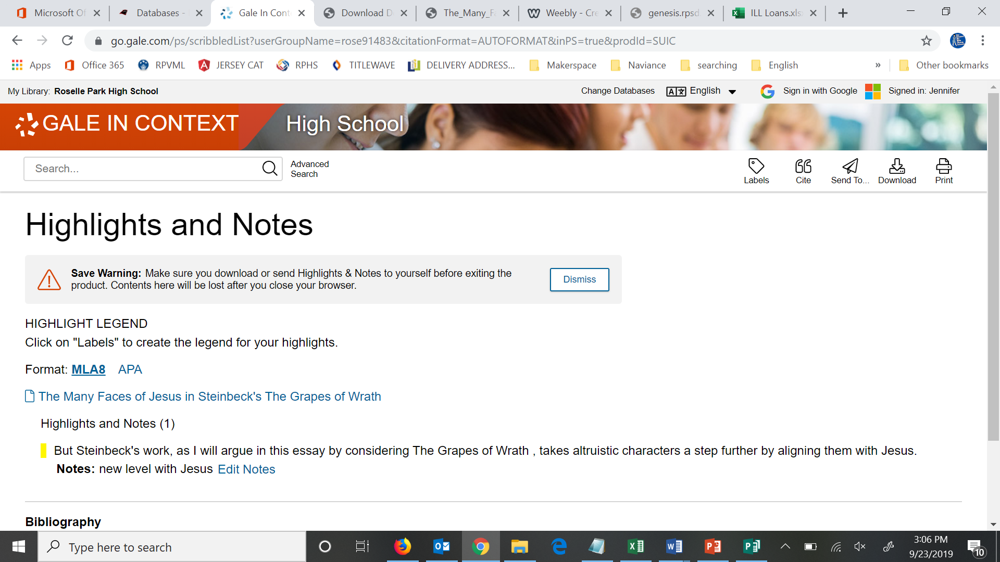 Microsoft Of
Databases -
Gale In Cont
Download D
The_Many_Fa
Weebly - Cre
genesis.rpsd
ILL Loans.xls
go.gale.com/ps/scribbledList?userGroupName=rose91483&citationFormat=AUTOFORMAT&inPS=true&prodId=SUIC
Apps
Office 365
RPVML
JERSEY CAT
RPHS
TITLEWAVE
DELIVERY ADDRESS...
Makerspace
Naviance
searching
English
»
Other bookmarks
My Library: Roselle Park High School
Change Databases
English
Sign in with Google
Signed in: Jennifer
GALE IN CONTEXT
High School
Search...
Advanced
Search
Labels
Cite
Send To...
Download
Print
Highlights and Notes
Save Warning: Make sure you download or send Highlights & Notes to yourself before exiting the
product. Contents here will be lost after you close your browser.
Dismiss
HIGHLIGHT LEGEND
Click on "Labels" to create the legend for your highlights.
Format: MLA8 APA
The Many Faces of Jesus in Steinbeck's The Grapes of Wrath
Highlights and Notes (1)
But Steinbeck's work, as I will argue in this essay by considering The Grapes of Wrath , takes altruistic characters a step further by aligning them with Jesus.
Notes: new level with Jesus Edit Notes
Bibliography
Type here to search
3:06 PM
9/23/2019
10